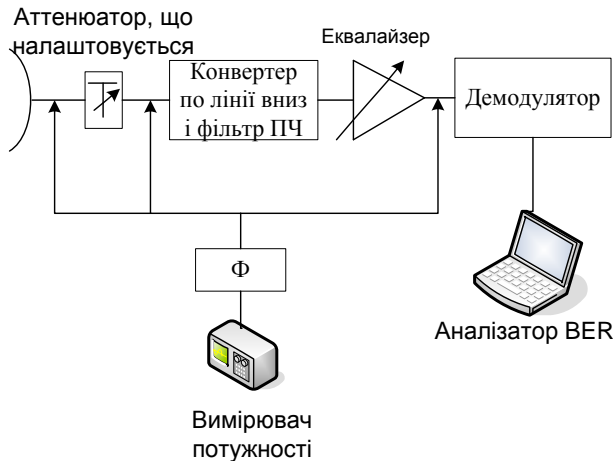 Аттенюатор, що
налаштовується
Еквалайзер
Конвертер
по лінії вниз
і фільтр ПЧ
Демодулятор
Ф
Аналізатор BER
Вимірювач
потужності